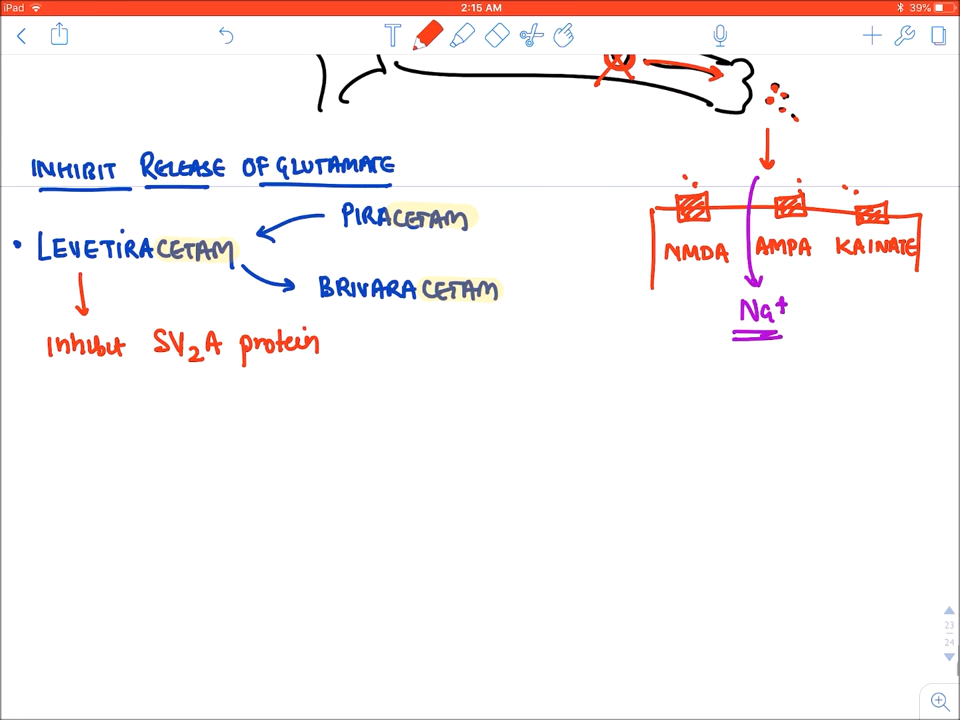 iPad 2:15 AM 39%
T
INHIBIT RELEASE OF GLUTAMATE
PIRACETAM
• LEVETIRACETAM
BRIVARACETAM
Inhibit SV2A protein
NMDA AMPA KAINATE
Na+
23
24